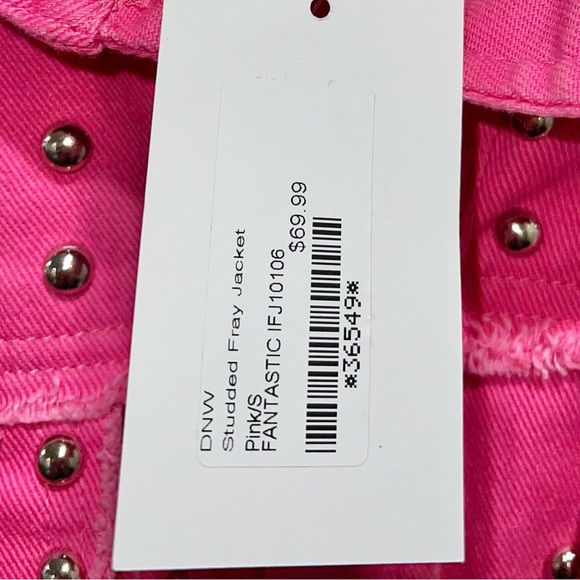 DNW
Studded Fray Jacket
Pink/S
FANTASTIC IFJ10106
$69.99
*36549*